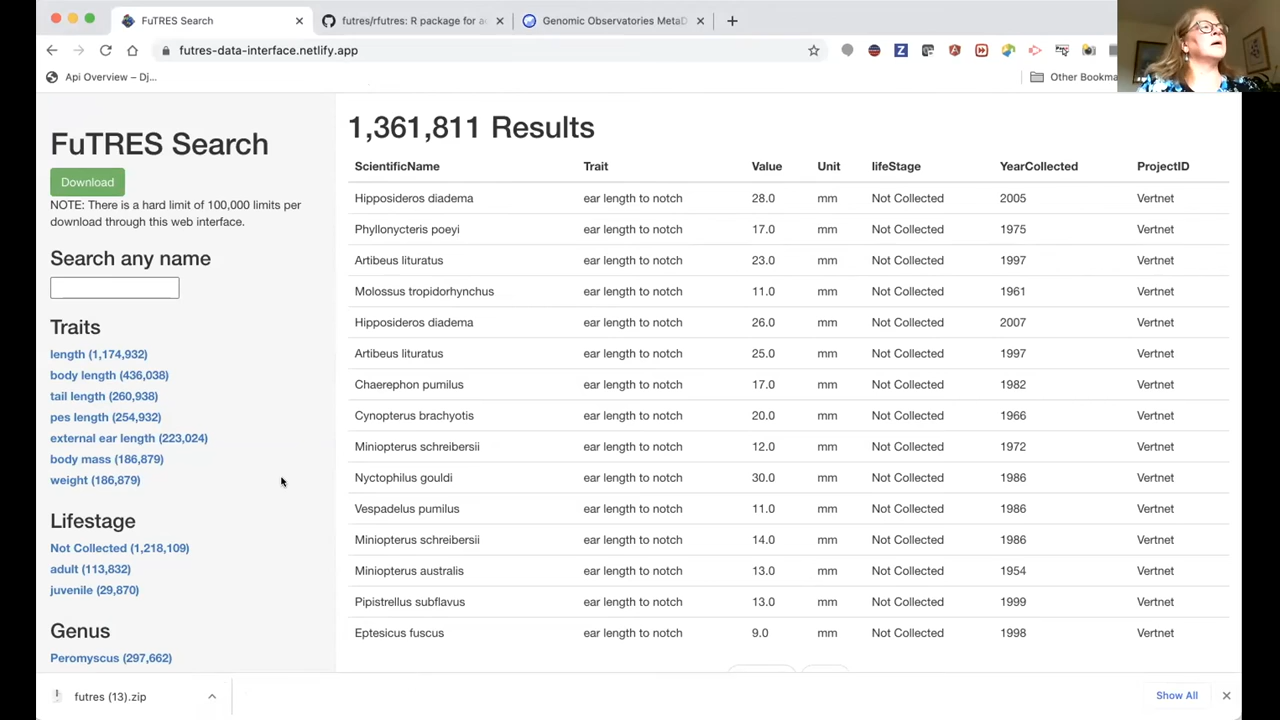 FuTRES Search
futres/rfutres: R package for a
Genomic Observatories MetaD
futres-data-interface.netlify.app
Api Overview – Dj...
Other Bookma
FuTRES Search
Download
NOTE: There is a hard limit of 100,000 limits per
download through this web interface.
Search any name
Traits
length (1,174,932)
body length (436,038)
tail length (260,938)
pes length (254,932)
external ear length (223,024)
body mass (186,879)
weight (186,879)
Lifestage
Not Collected (1,218,109)
adult (113,832)
juvenile (29,870)
Genus
Peromyscus (297,662)
1,361,811 Results
ScientificName Trait Value Unit lifeStage YearCollected ProjectID
Hipposideros diadema ear length to notch 28.0 mm Not Collected 2005 Vertnet
Phyllonycteris poeyi ear length to notch 17.0 mm Not Collected 1975 Vertnet
Artibeus lituratus ear length to notch 23.0 mm Not Collected 1997 Vertnet
Molossus tropidorhynchus ear length to notch 11.0 mm Not Collected 1961 Vertnet
Hipposideros diadema ear length to notch 26.0 mm Not Collected 2007 Vertnet
Artibeus lituratus ear length to notch 25.0 mm Not Collected 1997 Vertnet
Chaerephon pumilus ear length to notch 17.0 mm Not Collected 1982 Vertnet
Cynopterus brachyotis ear length to notch 20.0 mm Not Collected 1966 Vertnet
Miniopterus schreibersii ear length to notch 12.0 mm Not Collected 1972 Vertnet
Nyctophilus gouldi ear length to notch 30.0 mm Not Collected 1986 Vertnet
Vespadelus pumilus ear length to notch 11.0 mm Not Collected 1986 Vertnet
Miniopterus schreibersii ear length to notch 14.0 mm Not Collected 1986 Vertnet
Miniopterus australis ear length to notch 13.0 mm Not Collected 1954 Vertnet
Pipistrellus subflavus ear length to notch 13.0 mm Not Collected 1999 Vertnet
Eptesicus fuscus ear length to notch 9.0 mm Not Collected 1998 Vertnet
futres (13).zip
Show All